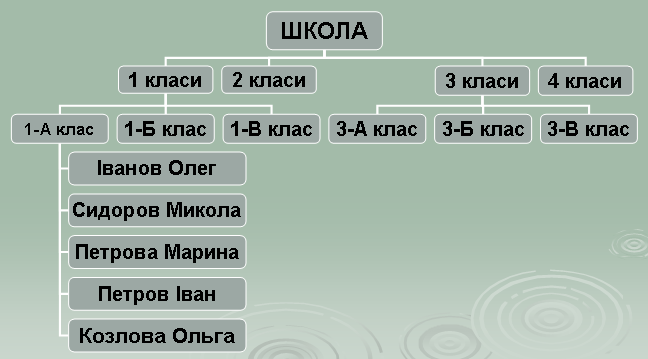 ШКОЛА
1 класи
2 класи
3 класи
4 класи
1-А клас
1-Б клас
1-В клас
3-А клас
3-Б клас
3-В клас
Іванов Олег
Сидоров Микола
Петрова Марина
Петров Іван
Козлова Ольга